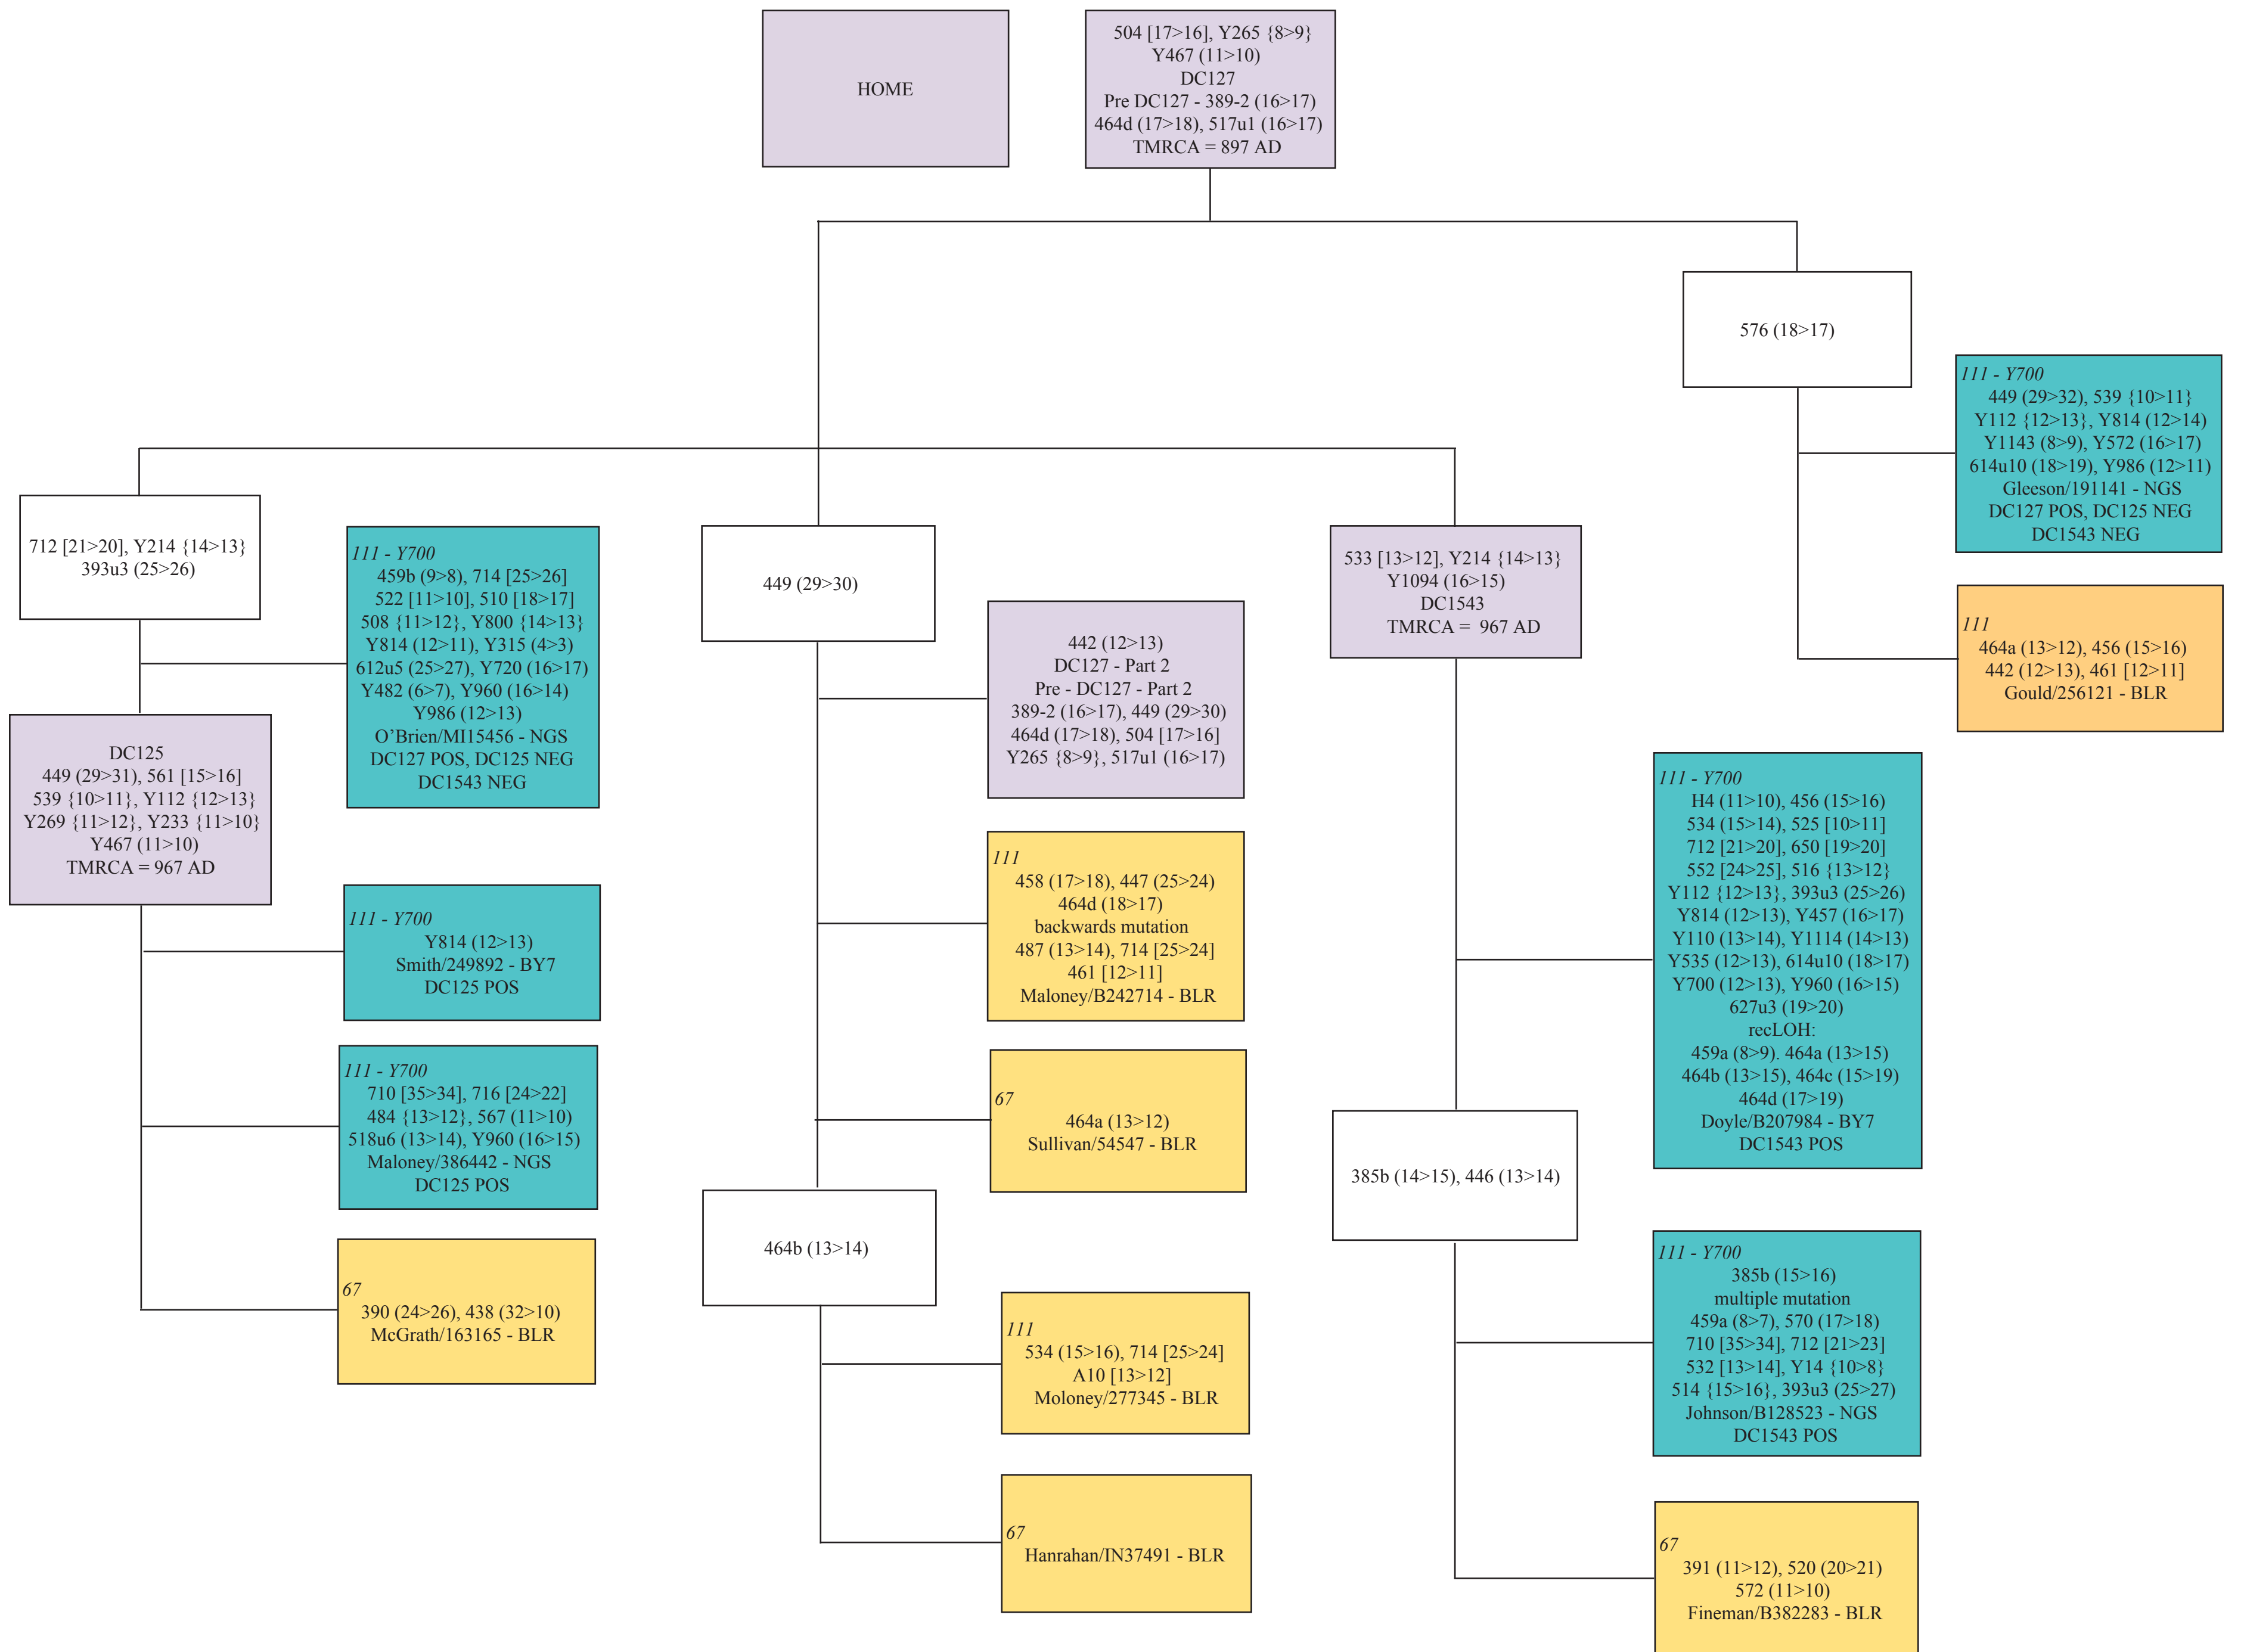 HOME
504 [17>16], Y265 {8>9}
Y467 (11>10)
DC127
Pre DC127 - 389-2 (16>17)
464d (17>18), 517u1 (16>17)
TMRCA = 897 AD
576 (18>17)
111 - Y700
449 (29>32), 539 {10>11}
Y112 {12>13}, Y814 (12>14)
Y1143 (8>9), Y572 (16>17)
614u10 (18>19), Y986 (12>11)
Gleeson/191141 - NGS
DC127 POS, DC125 NEG
DC1543 NEG
111
464a (13>12), 456 (15>16)
442 (12>13), 461 [12>11]
Gould/256121 - BLR
712 [21>20], Y214 {14>13}
393u3 (25>26)
111 - Y700
459b (9>8), 714 [25>26]
522 [11>10], 510 [18>17]
508 {11>12}, Y800 {14>13}
Y814 (12>11), Y315 (4>3)
612u5 (25>27), Y720 (16>17)
Y482 (6>7), Y960 (16>14)
Y986 (12>13)
O’Brien/MI15456 - NGS
DC127 POS, DC125 NEG
DC1543 NEG
DC125
449 (29>31), 561 [15>16]
539 {10>11}, Y112 {12>13}
Y269 {11>12}, Y233 {11>10}
Y467 (11>10)
TMRCA = 967 AD
111 - Y700
Y814 (12>13)
Smith/249892 - BY7
DC125 POS
111 - Y700
710 [35>34], 716 [24>22]
484 {13>12}, 567 (11>10)
518u6 (13>14), Y960 (16>15)
Maloney/386442 - NGS
DC125 POS
67
390 (24>26), 438 (32>10)
McGrath/163165 - BLR
449 (29>30)
442 (12>13)
DC127 - Part 2
Pre - DC127 - Part 2
389-2 (16>17), 449 (29>30)
464d (17>18), 504 [17>16]
Y265 {8>9}, 517u1 (16>17)
111
458 (17>18), 447 (25>24)
464d (18>17)
backwards mutation
487 (13>14), 714 [25>24]
461 [12>11]
Maloney/B242714 - BLR
67
464a (13>12)
Sullivan/54547 - BLR
464b (13>14)
111
534 (15>16), 714 [25>24]
A10 [13>12]
Moloney/277345 - BLR
67
Hanrahan/IN37491 - BLR
533 [13>12], Y214 {14>13}
Y1094 (16>15)
DC1543
TMRCA =  967 AD
111 - Y700
H4 (11>10), 456 (15>16)
534 (15>14), 525 [10>11]
712 [21>20], 650 [19>20]
552 [24>25], 516 {13>12}
Y112 {12>13}, 393u3 (25>26)
Y814 (12>13), Y457 (16>17)
Y110 (13>14), Y1114 (14>13)
Y535 (12>13), 614u10 (18>17)
Y700 (12>13), Y960 (16>15)
627u3 (19>20)
recLOH:
459a (8>9). 464a (13>15)
464b (13>15), 464c (15>19)
464d (17>19)
Doyle/B207984 - BY7
DC1543 POS
385b (14>15), 446 (13>14)
111 - Y700
385b (15>16)
multiple mutation
459a (8>7), 570 (17>18)
710 [35>34], 712 [21>23]
532 [13>14], Y14 {10>8}
514 {15>16}, 393u3 (25>27)
Johnson/B128523 - NGS
DC1543 POS
67
391 (11>12), 520 (20>21)
572 (11>10)
Fineman/B382283 - BLR